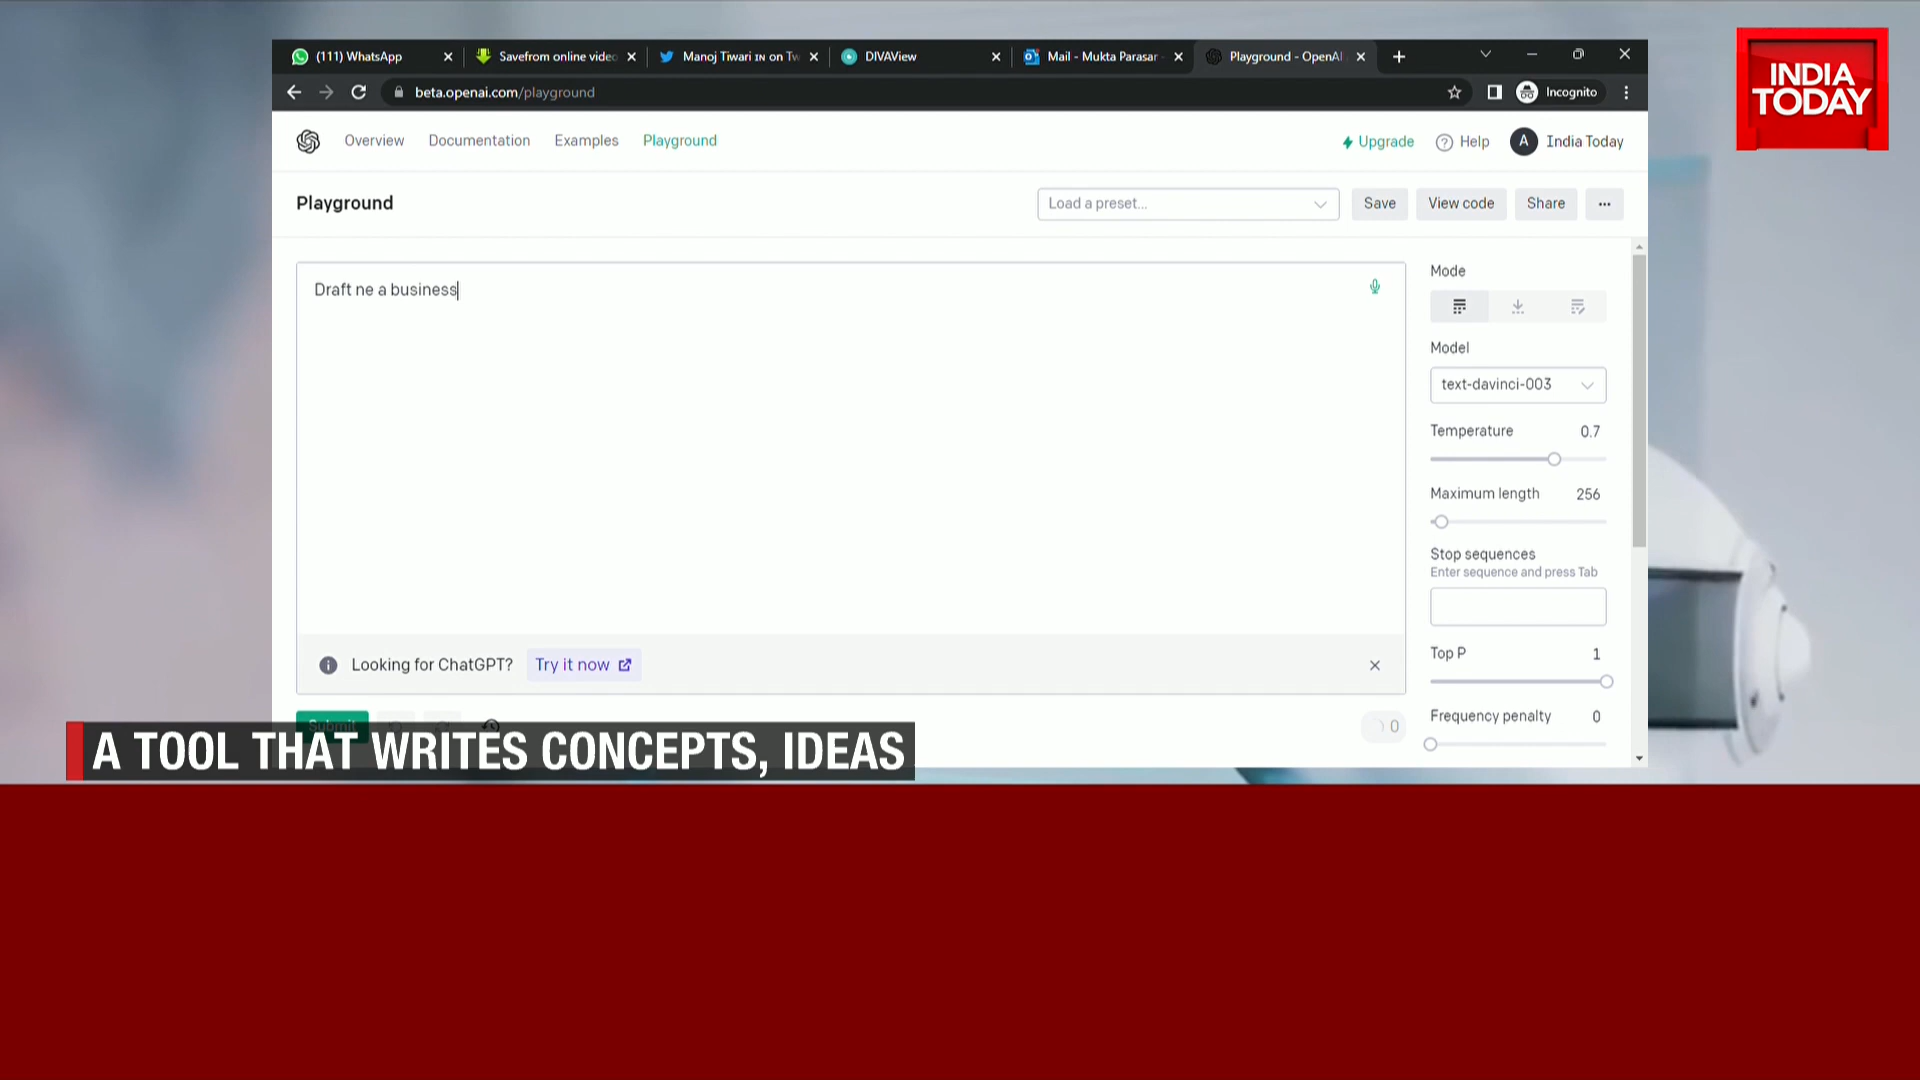 (111) WhatsApp
Savefrom online video
Manoj Tiwari IN on Tw
DIVAView
Mail - Mukta Parasar
Playground - OpenAI
beta.openai.com/playground
Incognito
INDIA
TODAY
Overview
Documentation
Examples
Playground
Upgrade
Help
A
India Today
Playground
Load a preset...
Save
View code
Share
...
Draft ne a business
Mode
Model
text-davinci-003
Temperature 0.7
Maximum length 256
Stop sequences
Enter sequence and press Tab
Top P 1
Frequency penalty 0
Looking for ChatGPT? Try it now
Submit
0
A TOOL THAT WRITES CONCEPTS, IDEAS